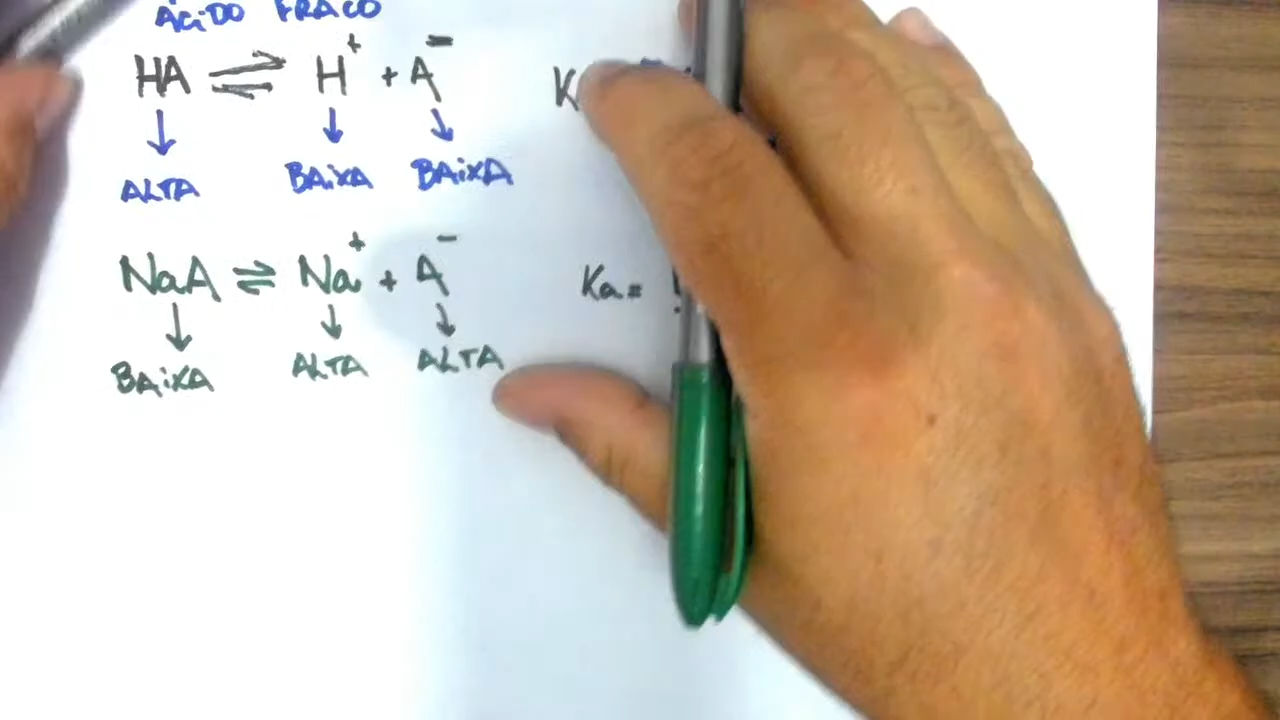 ÁCIDO FRACO
HA ⇌ H⁺ + A⁻ K
↓ ↓ ↓
ALTA BAIXA BAIXA
NaA ⇌ Na⁺ + A⁻ Ka =
↓ ↓ ↓
BAIXA ALTA ALTA